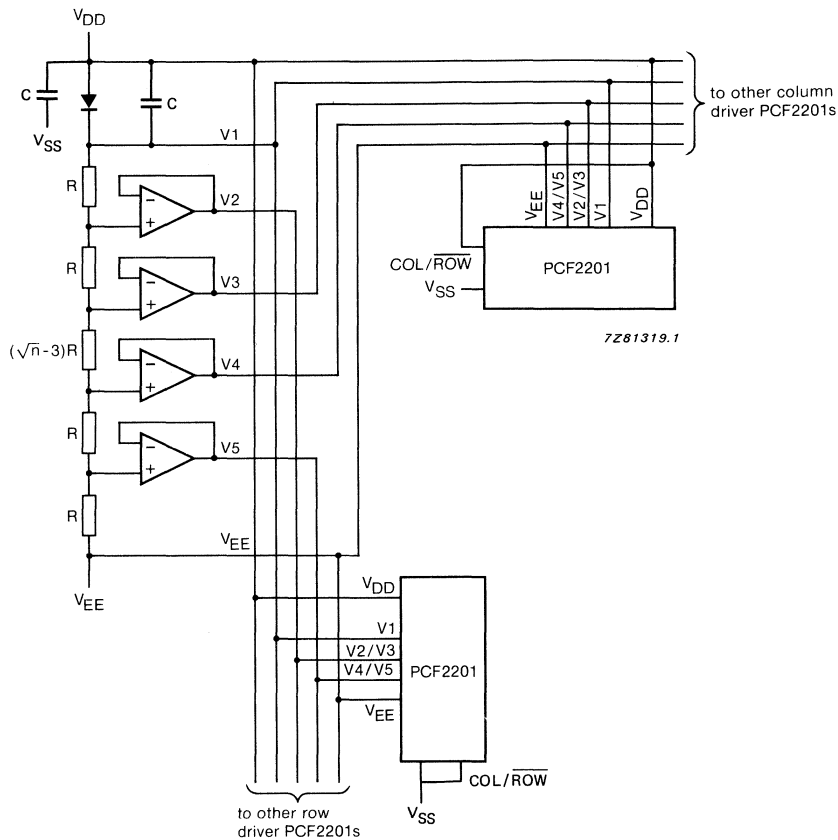 VDD
C
C
VSS
V1
R
V2
R
V3
(√n-3)R
V4
R
V5
R
VEE
VEE
to other column
driver PCF2201s
VEE
V4/V5
V2/V3
V1
VDD
COL/ROW
VSS
PCF2201
7Z81319.1
VDD
V1
V2/V3
V4/V5
VEE
PCF2201
COL/ROW
VSS
to other row
driver PCF2201s
-
+
-
+
-
+
-
+